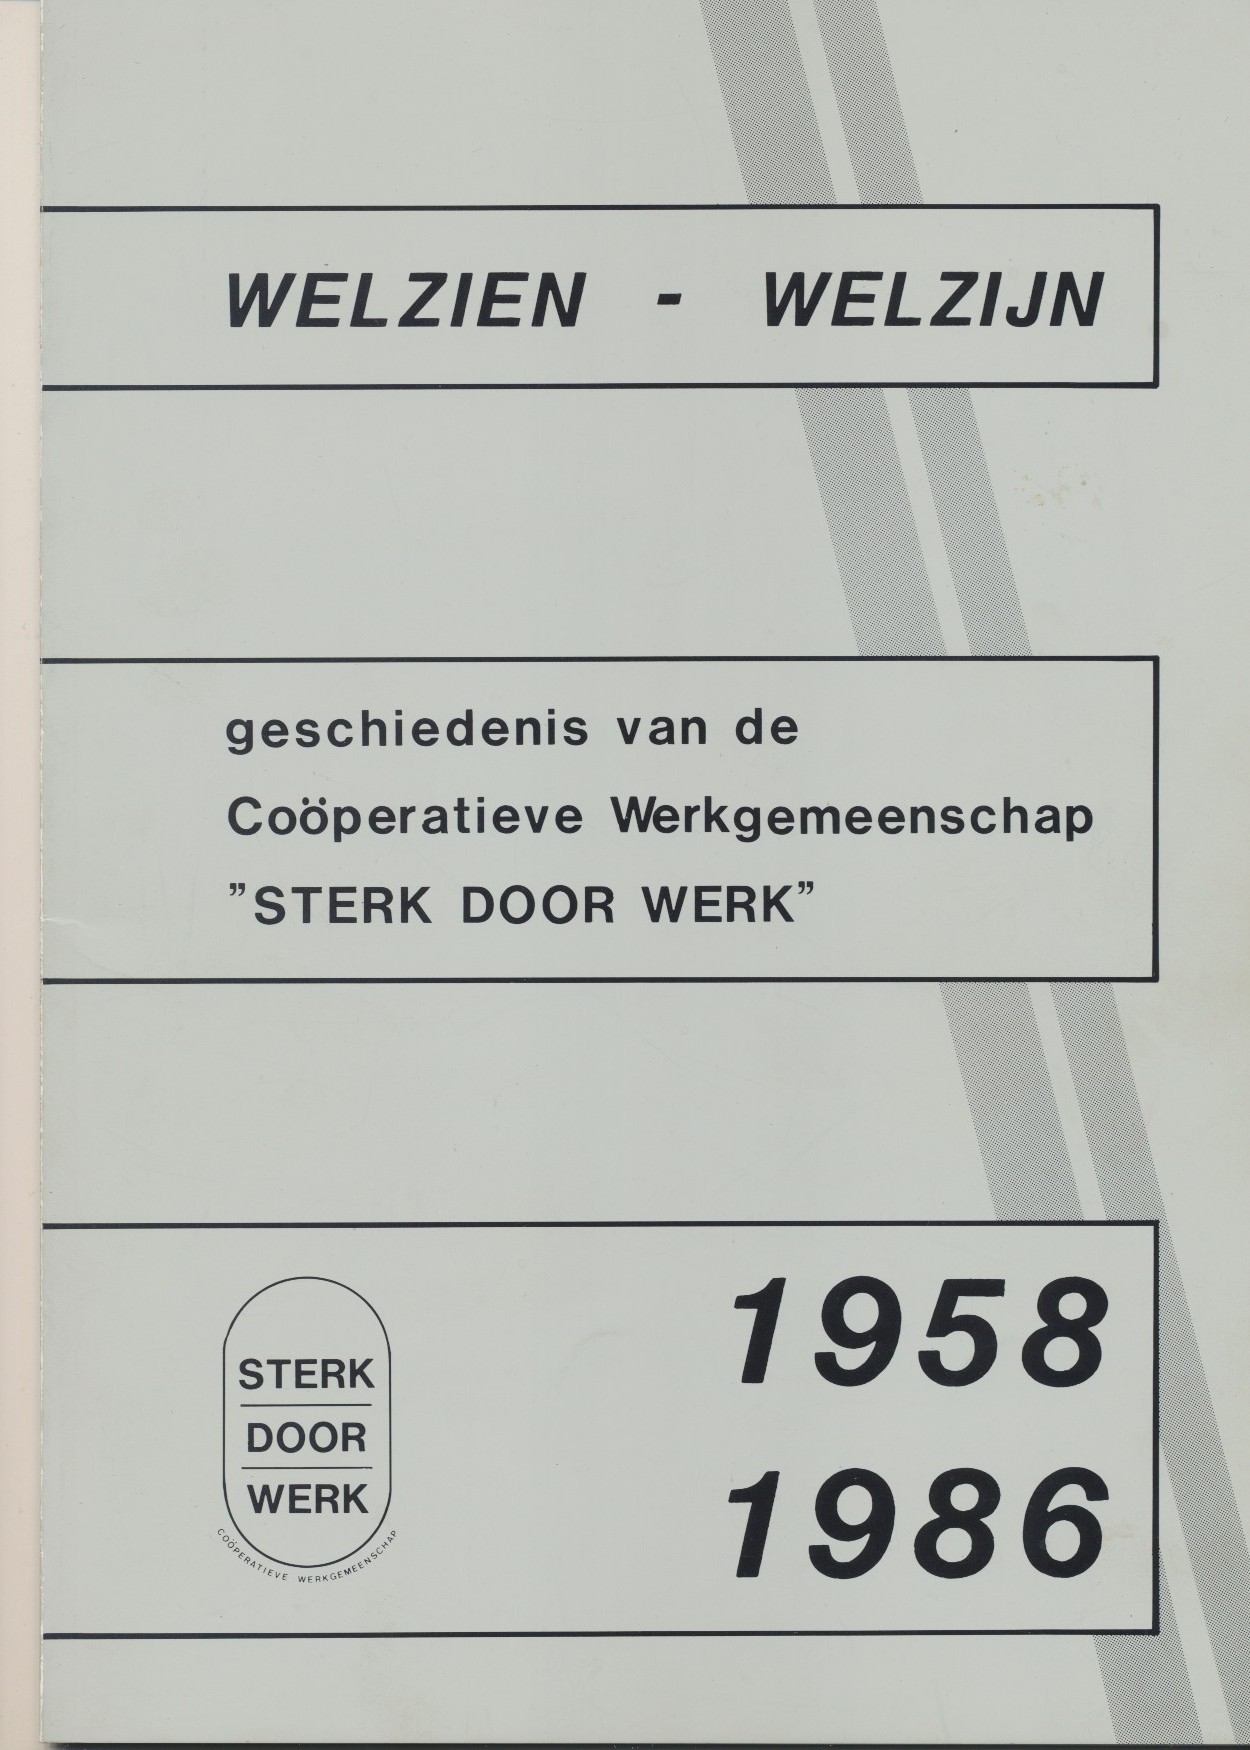 WELZIEN - WELZIJN
geschiedenis van de
Coöperatieve Werkgemeenschap
”STERK DOOR WERK”
1958
1986
STERK
DOOR
WERK
COÖPERATIEVE WERKGEMEENSCHAP